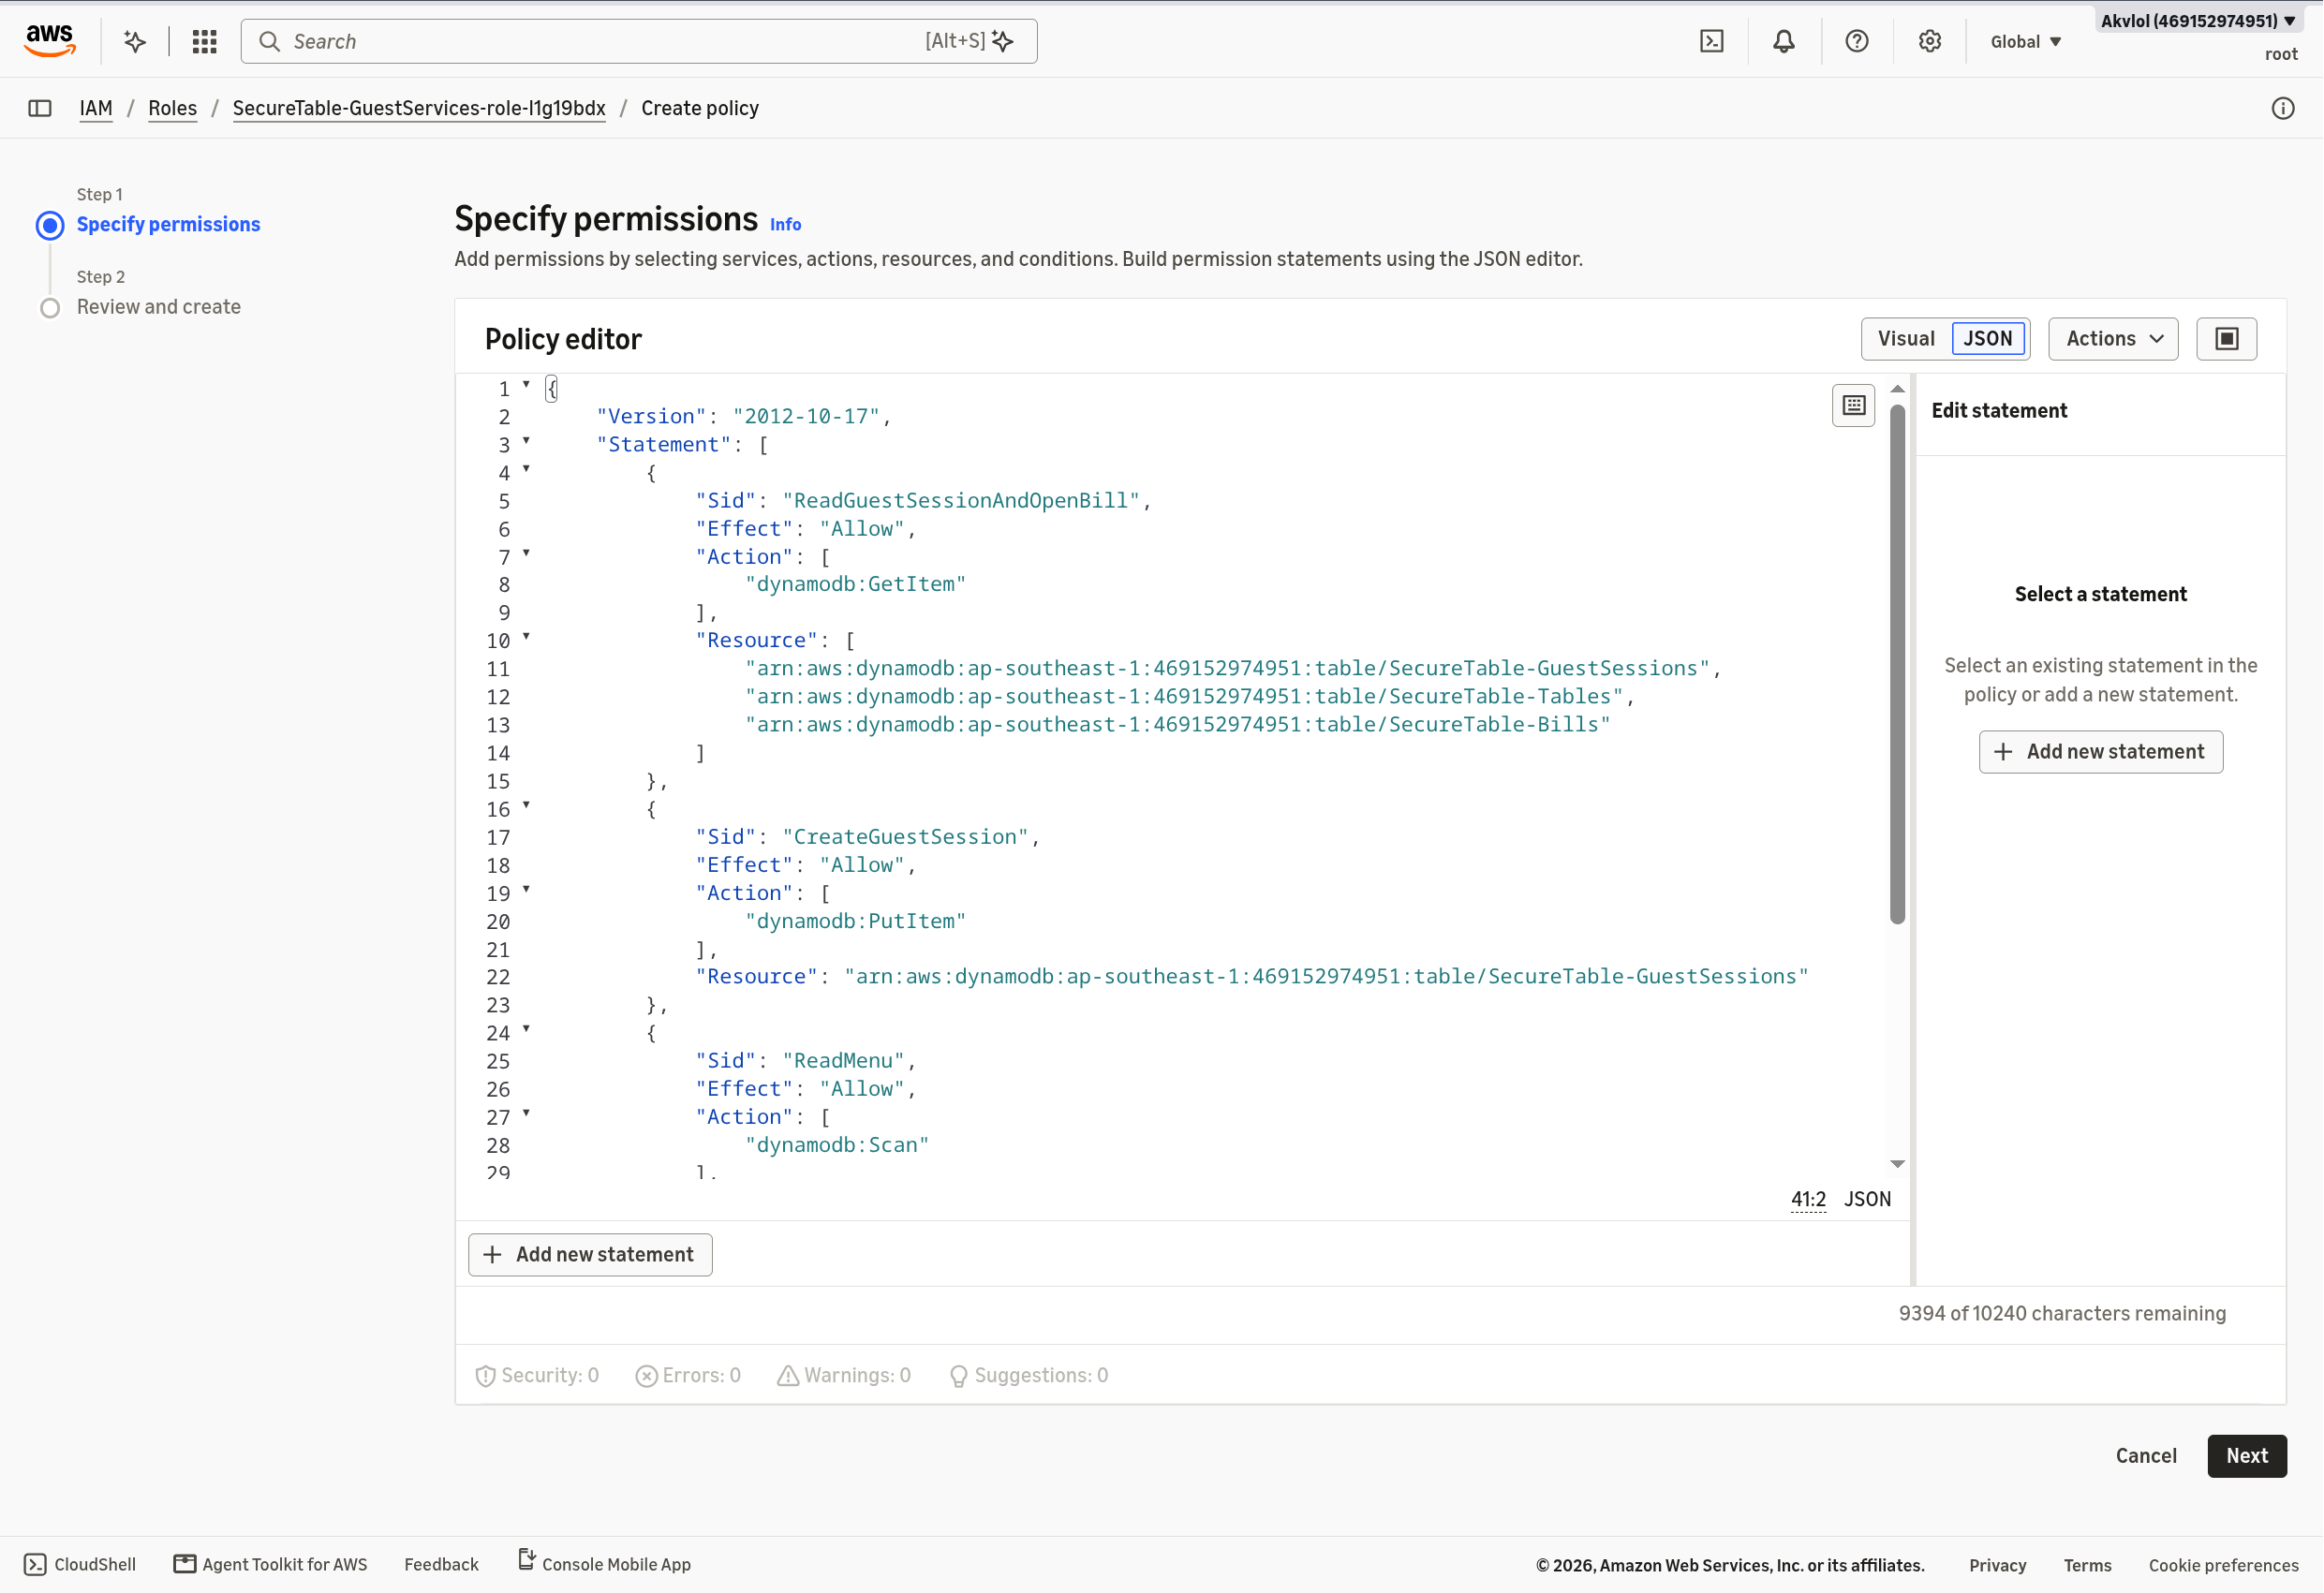 aws
Search
[Alt+S]
Global ▼
Akvlol (469152974951) ▼
root
IAM / Roles / SecureTable-GuestServices-role-l1g19bdx / Create policy
Step 1
Specify permissions
Step 2
Review and create
Specify permissions Info
Add permissions by selecting services, actions, resources, and conditions. Build permission statements using the JSON editor.
Policy editor
Visual JSON Actions
1 {
2 "Version": "2012-10-17",
3 "Statement": [
4 {
5 "Sid": "ReadGuestSessionAndOpenBill",
6 "Effect": "Allow",
7 "Action": [
8 "dynamodb:GetItem"
9 ],
10 "Resource": [
11 "arn:aws:dynamodb:ap-southeast-1:469152974951:table/SecureTable-GuestSessions",
12 "arn:aws:dynamodb:ap-southeast-1:469152974951:table/SecureTable-Tables",
13 "arn:aws:dynamodb:ap-southeast-1:469152974951:table/SecureTable-Bills"
14 ]
15 },
16 {
17 "Sid": "CreateGuestSession",
18 "Effect": "Allow",
19 "Action": [
20 "dynamodb:PutItem"
21 ],
22 "Resource": "arn:aws:dynamodb:ap-southeast-1:469152974951:table/SecureTable-GuestSessions"
23 },
24 {
25 "Sid": "ReadMenu",
26 "Effect": "Allow",
27 "Action": [
28 "dynamodb:Scan"
29 ],
41:2 JSON
+ Add new statement
Edit statement
Select a statement
Select an existing statement in the
policy or add a new statement.
+ Add new statement
9394 of 10240 characters remaining
Security: 0 Errors: 0 Warnings: 0 Suggestions: 0
Cancel Next
CloudShell Agent Toolkit for AWS Feedback Console Mobile App
© 2026, Amazon Web Services, Inc. or its affiliates. Privacy Terms Cookie preferences